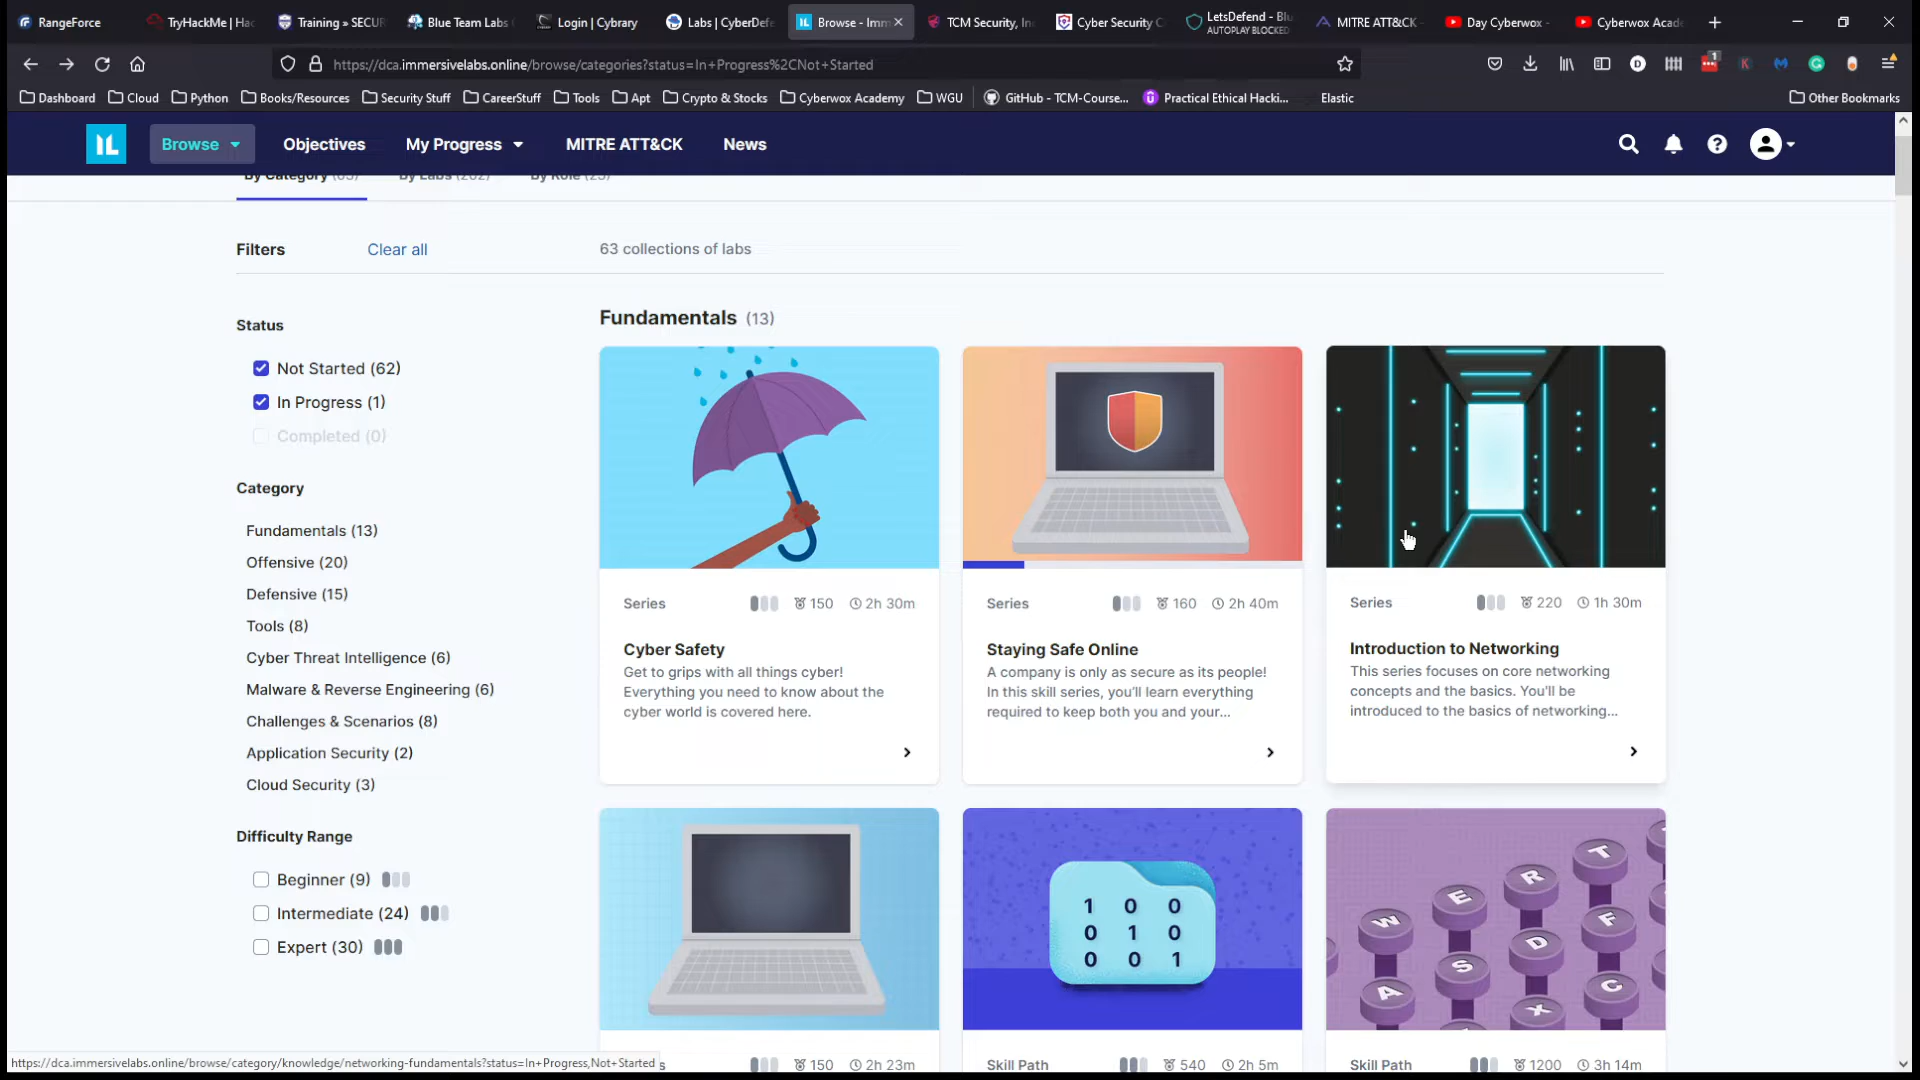 RangeForce
TryHackMe | Hac
Training » SECUR
Blue Team Labs
Login | Cybrary
Labs | CyberDefe
Browse - Imm
TCM Security, In
Cyber Security C
LetsDefend - Blu
AUTOPLAY BLOCKED
MITRE ATT&CK
Day Cyberwox -
Cyberwox Acade
https://dca.immersivelabs.online/browse/categories?status=In+Progress%2CNot+Started
1
Dashboard
Cloud
Python
Books/Resources
Security Stuff
CareerStuff
Tools
Apt
Crypto & Stocks
Cyberwox Academy
WGU
GitHub - TCM-Course...
Practical Ethical Hacki...
Elastic
Other Bookmarks
IL
Browse
Objectives
My Progress
MITRE ATT&CK
News
By Category (63)
By Labs (262)
Filters
Clear all
63 collections of labs
Status
Not Started (62)
In Progress (1)
Completed (0)
Category
Fundamentals (13)
Offensive (20)
Defensive (15)
Tools (8)
Cyber Threat Intelligence (6)
Malware & Reverse Engineering (6)
Challenges & Scenarios (8)
Application Security (2)
Cloud Security (3)
Difficulty Range
Beginner (9)
Intermediate (24)
Expert (30)
Fundamentals (13)
Series 150 2h 30m
Cyber Safety
Get to grips with all things cyber!
Everything you need to know about the
cyber world is covered here.
Series 160 2h 40m
Staying Safe Online
A company is only as secure as its people!
In this skill series, you'll learn everything
required to keep both you and your...
Series 220 1h 30m
Introduction to Networking
This series focuses on core networking
concepts and the basics. You'll be
introduced to the basics of networking...
1 0 0
0 1 0
0 0 1
T
E R
W F
D
S
A C
X
150 2h 23m
Skill Path 540 2h 5m
Skill Path 1200 3h 14m
https://dca.immersivelabs.online/browse/category/knowledge/networking-fundamentals?status=In+Progress,Not+Started